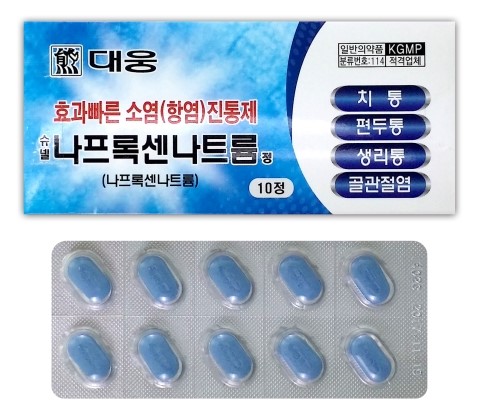 대웅
일반의약품 KGMP
분류번호:114 적격업체
효과빠른 소염(항염)진통제
슈넬 나프록센나트륨정
(나프록센나트륨)
10정
치통
편두통
생리통
골관절염